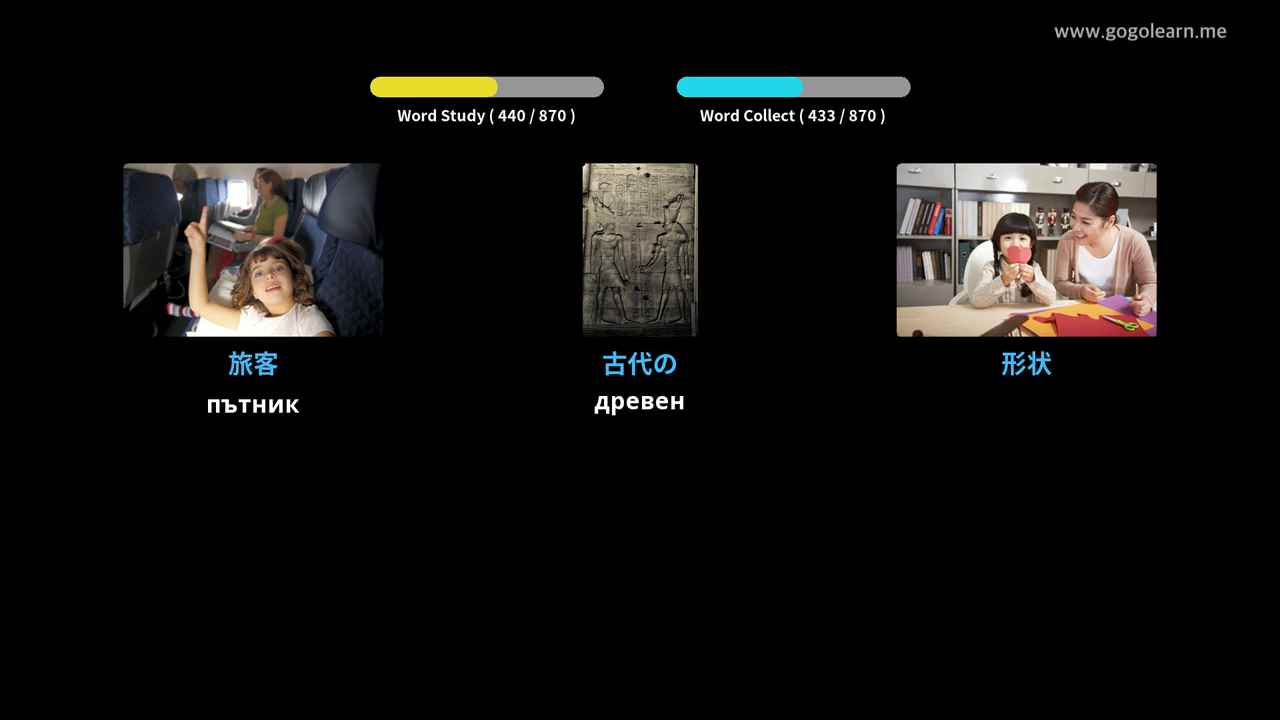 www.gogolearn.me
Word Study ( 440 / 870 )
Word Collect ( 433 / 870 )
旅客
古代の
形状
пътник
древен